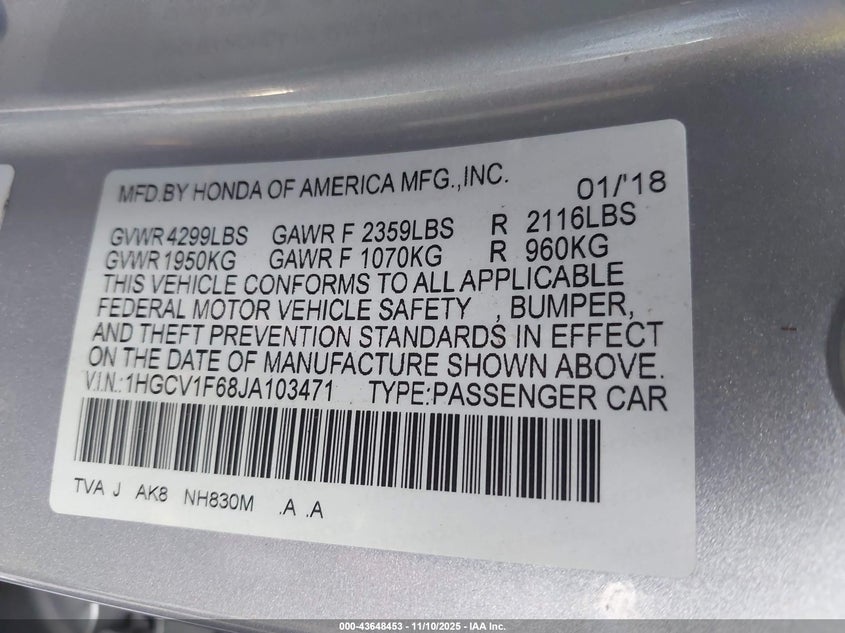 MFD.BY HONDA OF AMERICA MFG.,INC. 01/'18
GVWR 4299LBS GAWR F 2359LBS R 2116LBS
GVWR 1950KG GAWR F 1070KG R 960KG
THIS VEHICLE CONFORMS TO ALL APPLICABLE
FEDERAL MOTOR VEHICLE SAFETY , BUMPER,
AND THEFT PREVENTION STANDARDS IN EFFECT
ON THE DATE OF MANUFACTURE SHOWN ABOVE.
V.I.N.:1HGCV1F68JA103471 TYPE:PASSENGER CAR
TVA J AK8 NH830M .A .A
000-43648453 — 11/10/2025 — IAA Inc.